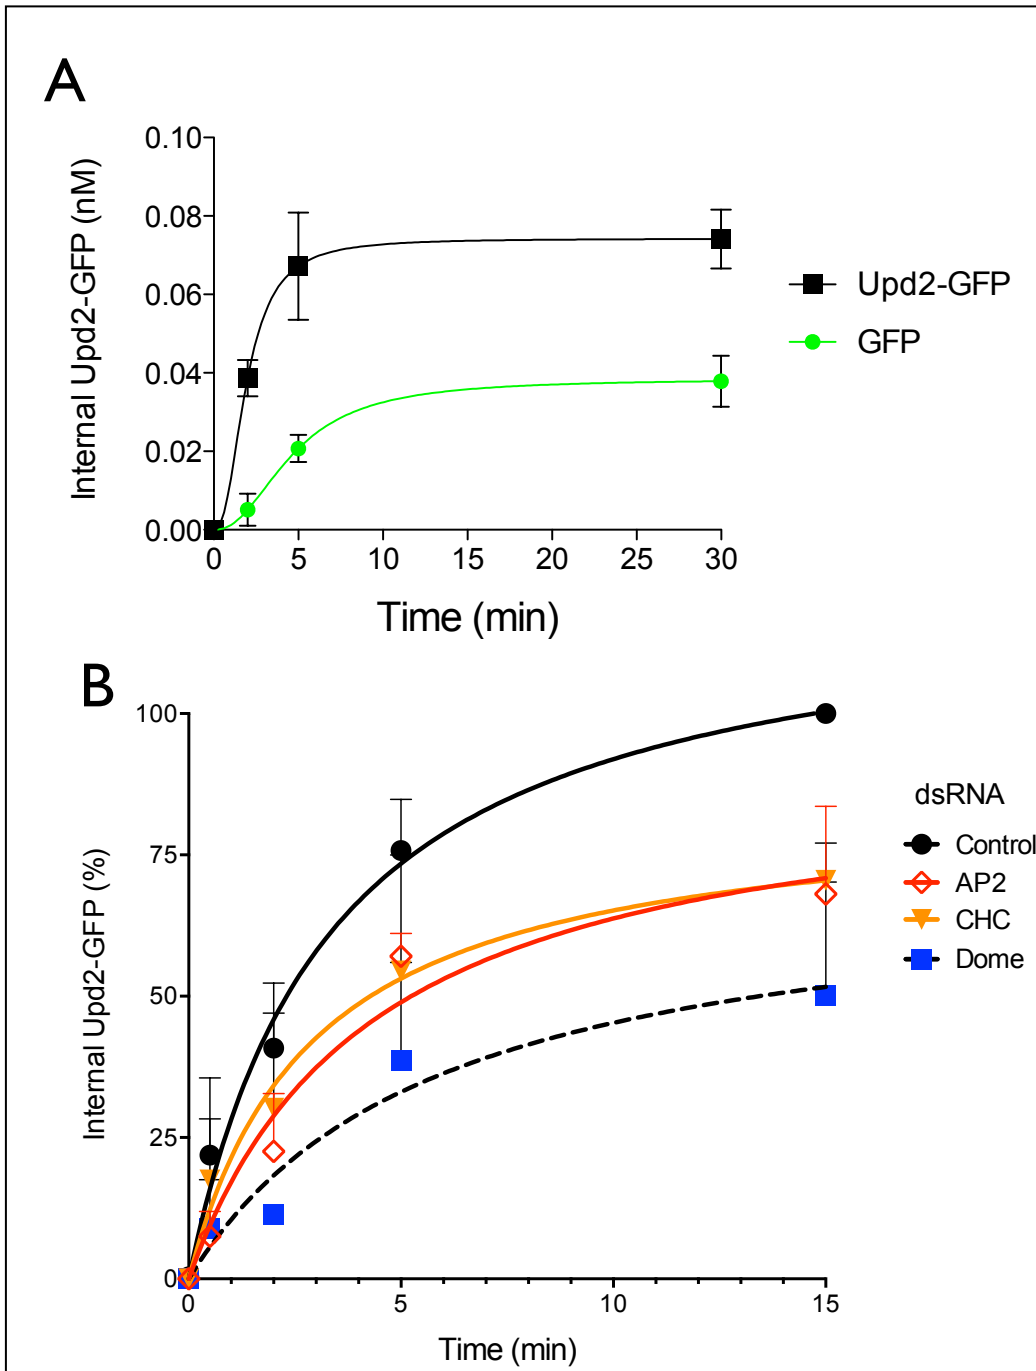 A
Internal Upd2-GFP (nM)
0.10
0.08
0.06
0.04
0.02
0.00
0 5 10 15 20 25 30
Time (min)
Upd2-GFP
GFP
B
Internal Upd2-GFP (%)
100
75
50
25
0
0 5 10 15
Time (min)
dsRNA
Control
AP2
CHC
Dome